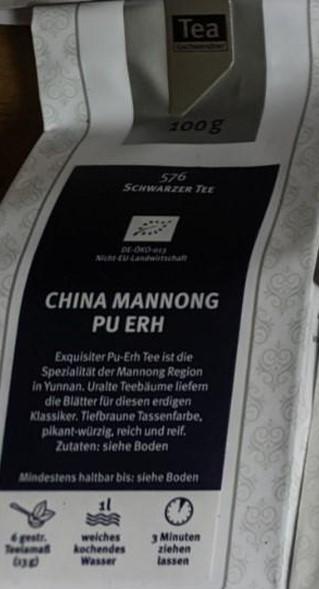 Tea
Gschwendner
100g
576
SCHWARZER TEE
DE-ÖKO-013
Nicht-EU-Landwirtschaft
CHINA MANNONG
PU ERH
Exquisiter Pu-Erh Tee ist die
Spezialität der Mannong Region
in Yunnan. Uralte Teebäume liefern
die Blätter für diesen erdigen
Klassiker. Tiefbraune Tassenfarbe,
pikant-würzig, reich und reif.
Zutaten: siehe Boden
Mindestens haltbar bis: siehe Boden
6 gestr.
Teelamaß
(13 g)
1l
weiches
kochendes
Wasser
3 Minuten
ziehen
lassen